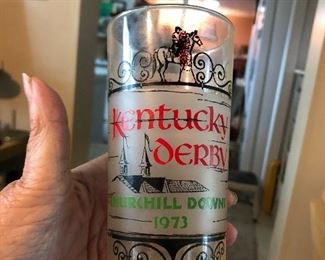 Kentucky
DERBY
CHURCHILL DOWNS
1973